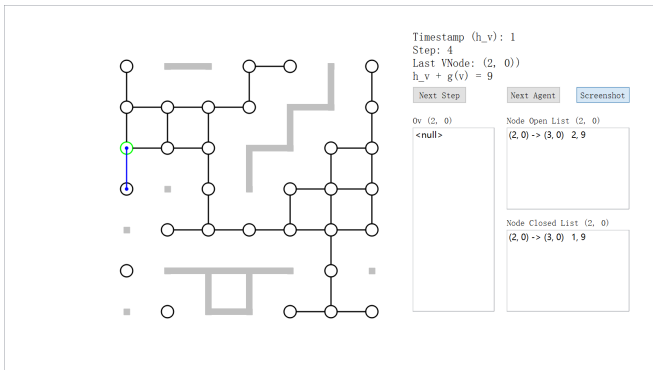 Timestamp (h_v): 1
Step: 4
Last VNode: (2, 0))
h_v + g(v) = 9
Next Step
Next Agent
Screenshot
Ov (2, 0)
<null>
Node Open List (2, 0)
(2, 0) -> (3, 0) 2, 9
Node Closed List (2, 0)
(2, 0) -> (3, 0) 1, 9